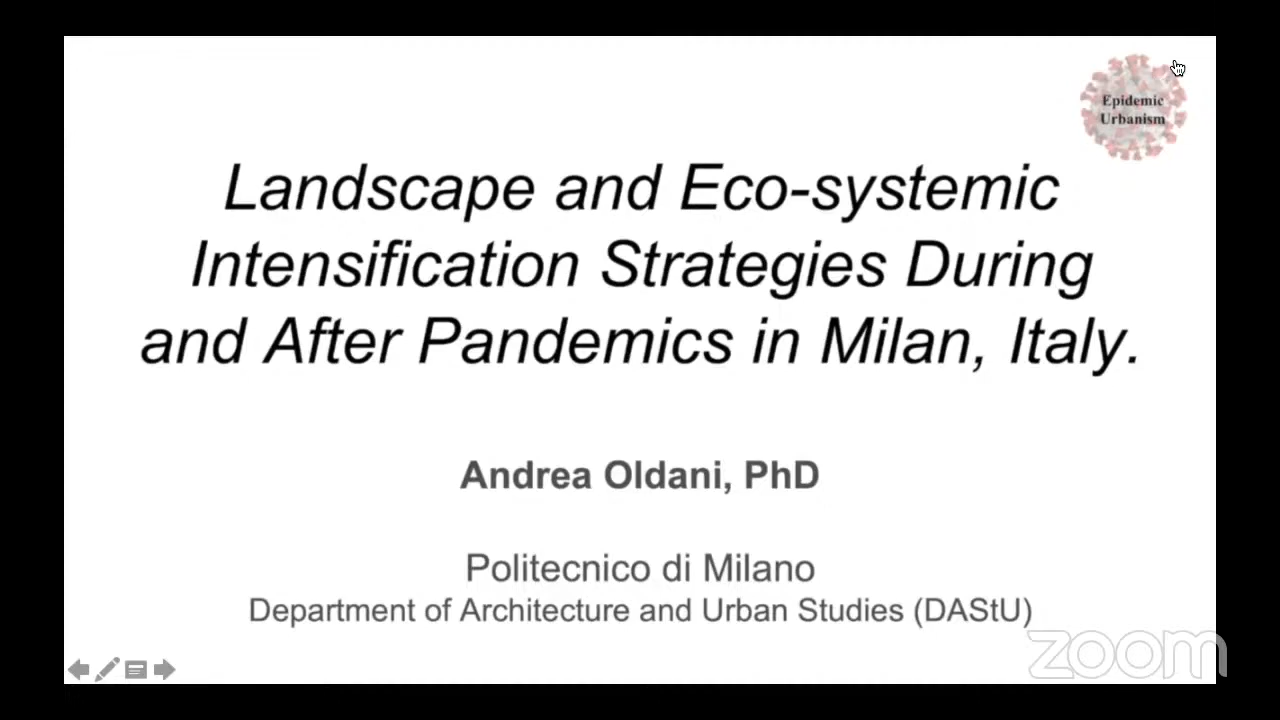 Epidemic
Urbanism
Landscape and Eco-systemic
Intensification Strategies During
and After Pandemics in Milan, Italy.
Andrea Oldani, PhD
Politecnico di Milano
Department of Architecture and Urban Studies (DAStU)
zoom